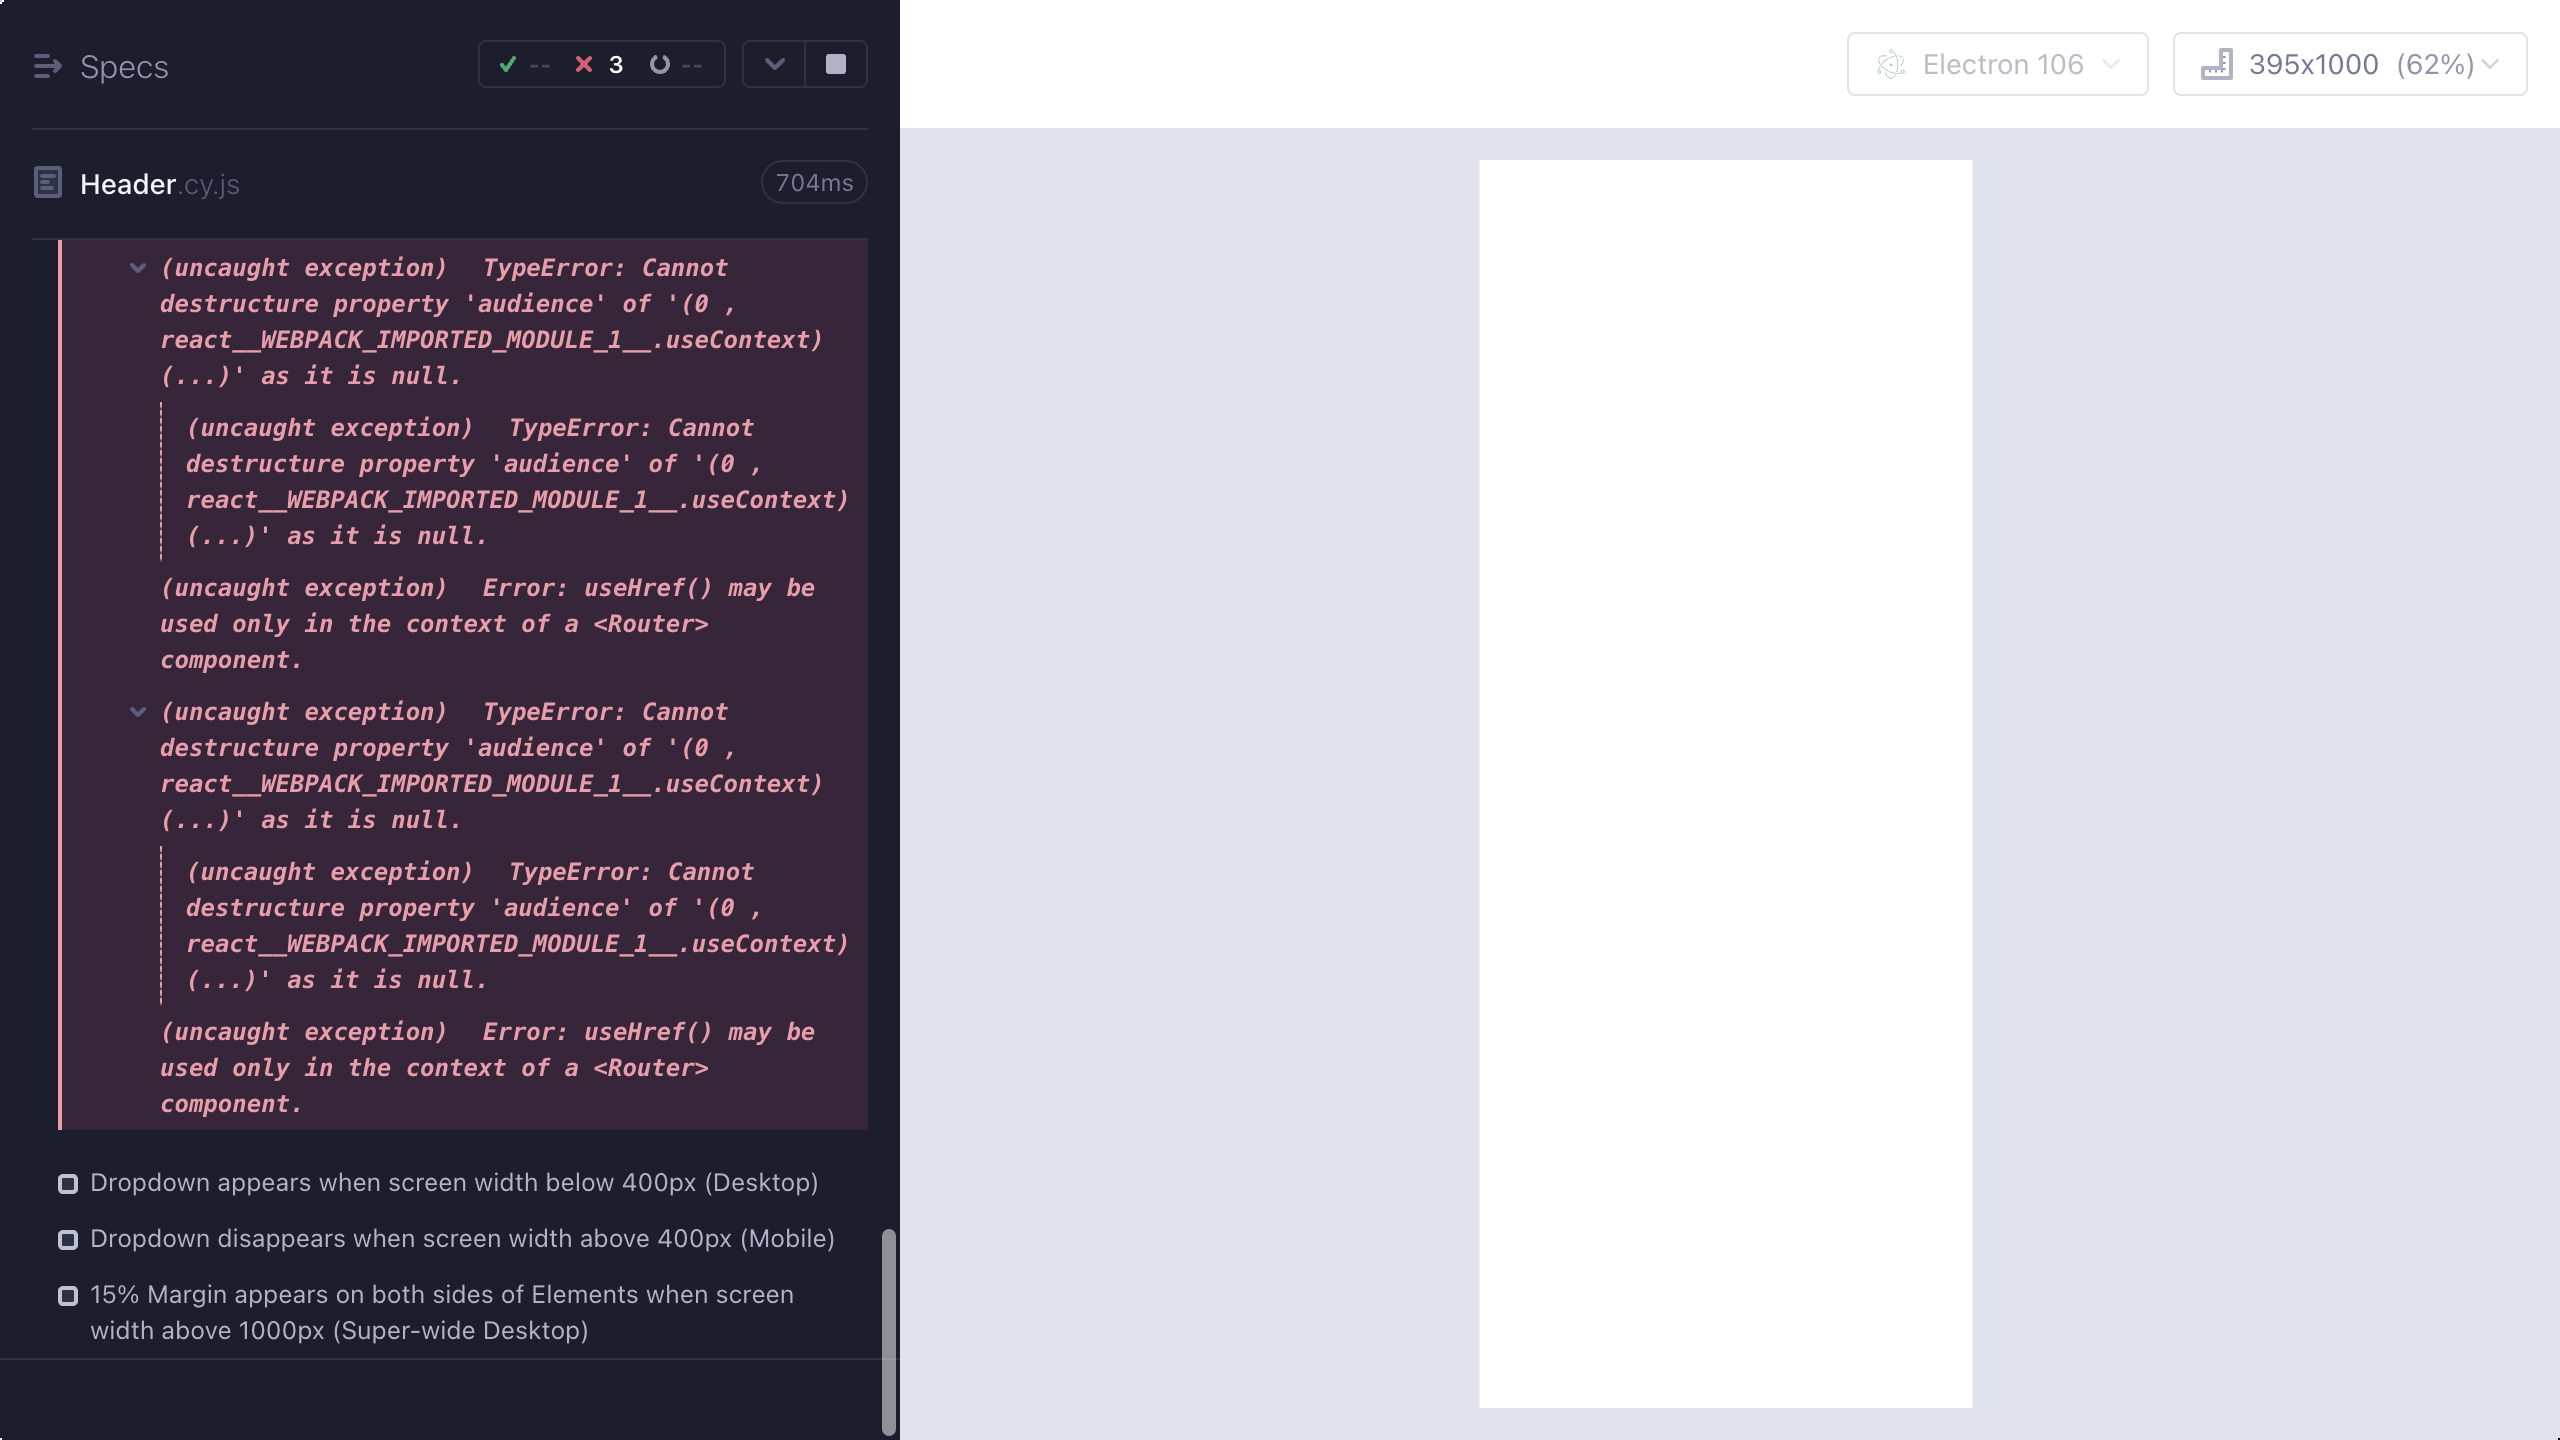 Specs
-- 3 --
Electron 106
395x1000 (62%)
Header.cy.js
704ms
(uncaught exception) TypeError: Cannot
destructure property 'audience' of '(0 ,
react__WEBPACK_IMPORTED_MODULE_1__.useContext)
(...)' as it is null.
(uncaught exception) TypeError: Cannot
destructure property 'audience' of '(0 ,
react__WEBPACK_IMPORTED_MODULE_1__.useContext)
(...)' as it is null.
(uncaught exception) Error: useHref() may be
used only in the context of a <Router>
component.
(uncaught exception) TypeError: Cannot
destructure property 'audience' of '(0 ,
react__WEBPACK_IMPORTED_MODULE_1__.useContext)
(...)' as it is null.
(uncaught exception) TypeError: Cannot
destructure property 'audience' of '(0 ,
react__WEBPACK_IMPORTED_MODULE_1__.useContext)
(...)' as it is null.
(uncaught exception) Error: useHref() may be
used only in the context of a <Router>
component.
Dropdown appears when screen width below 400px (Desktop)
Dropdown disappears when screen width above 400px (Mobile)
15% Margin appears on both sides of Elements when screen
width above 1000px (Super-wide Desktop)